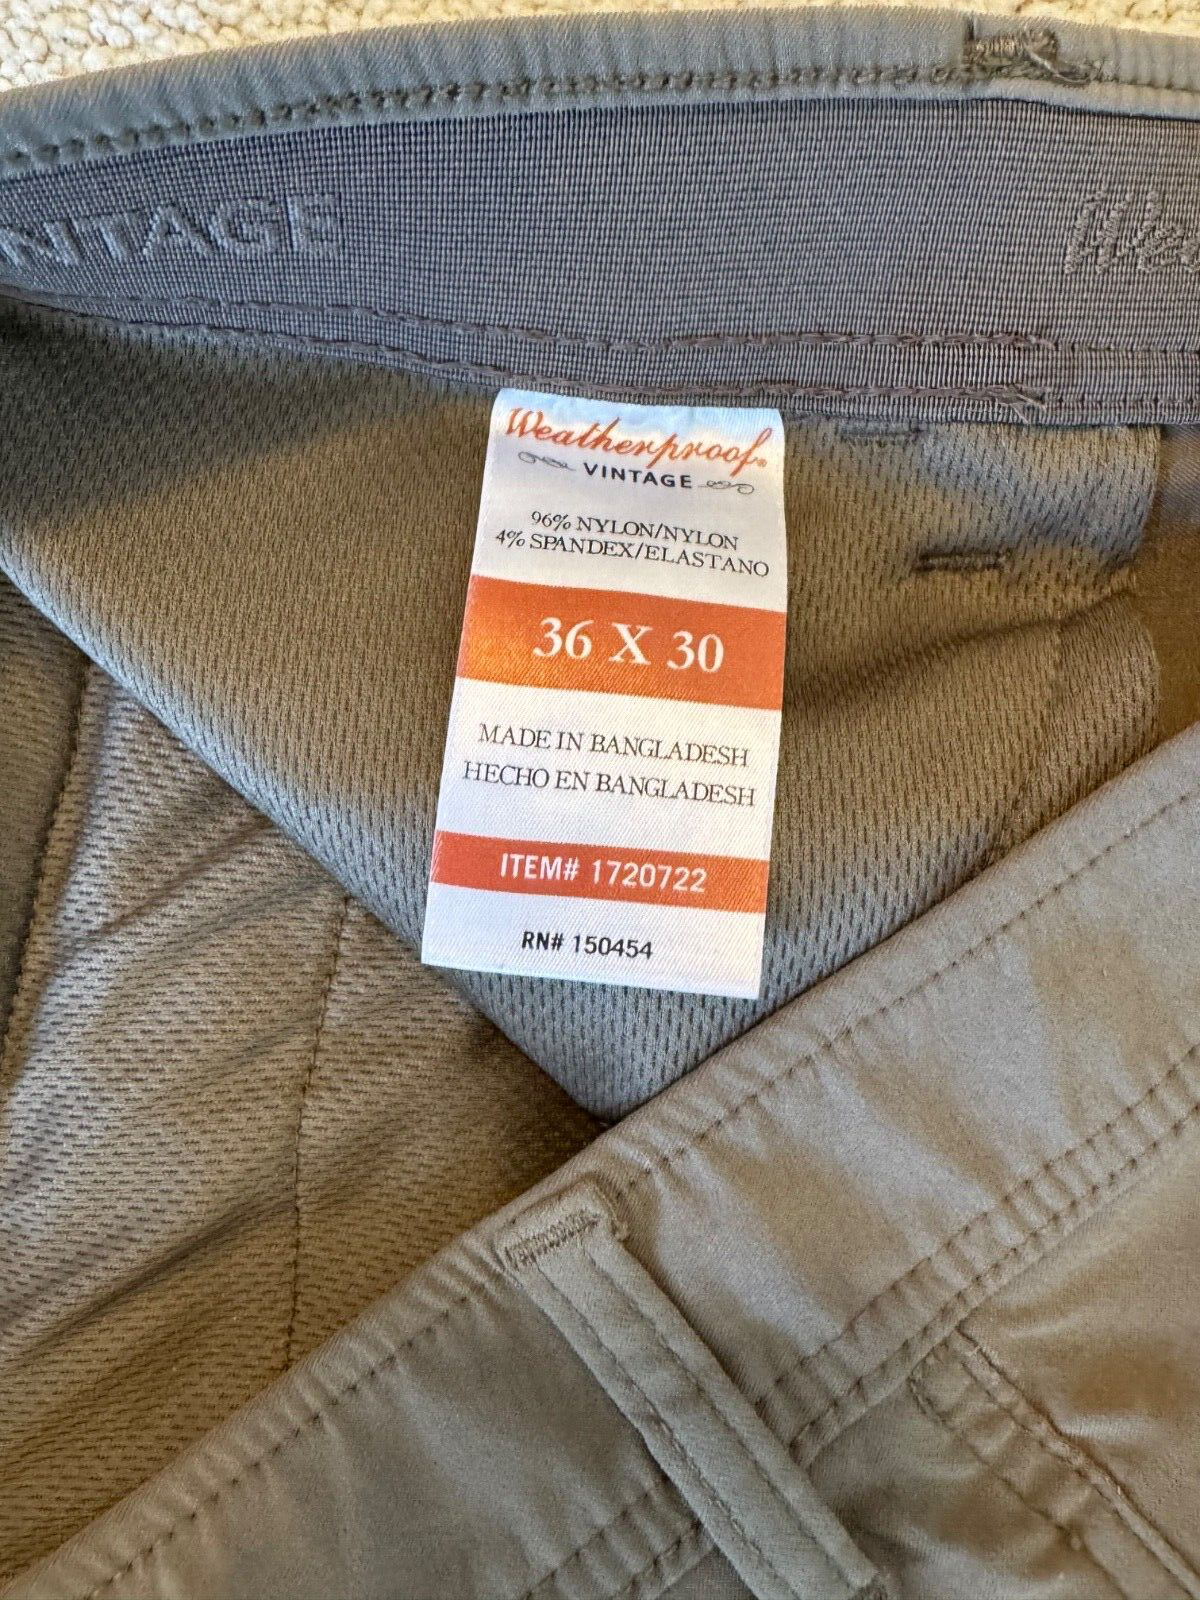 NTAGE
We
Weatherproof®
VINTAGE
96% NYLON/NYLON
4% SPANDEX/ELASTANO
36 X 30
MADE IN BANGLADESH
HECHO EN BANGLADESH
ITEM# 1720722
RN# 150454